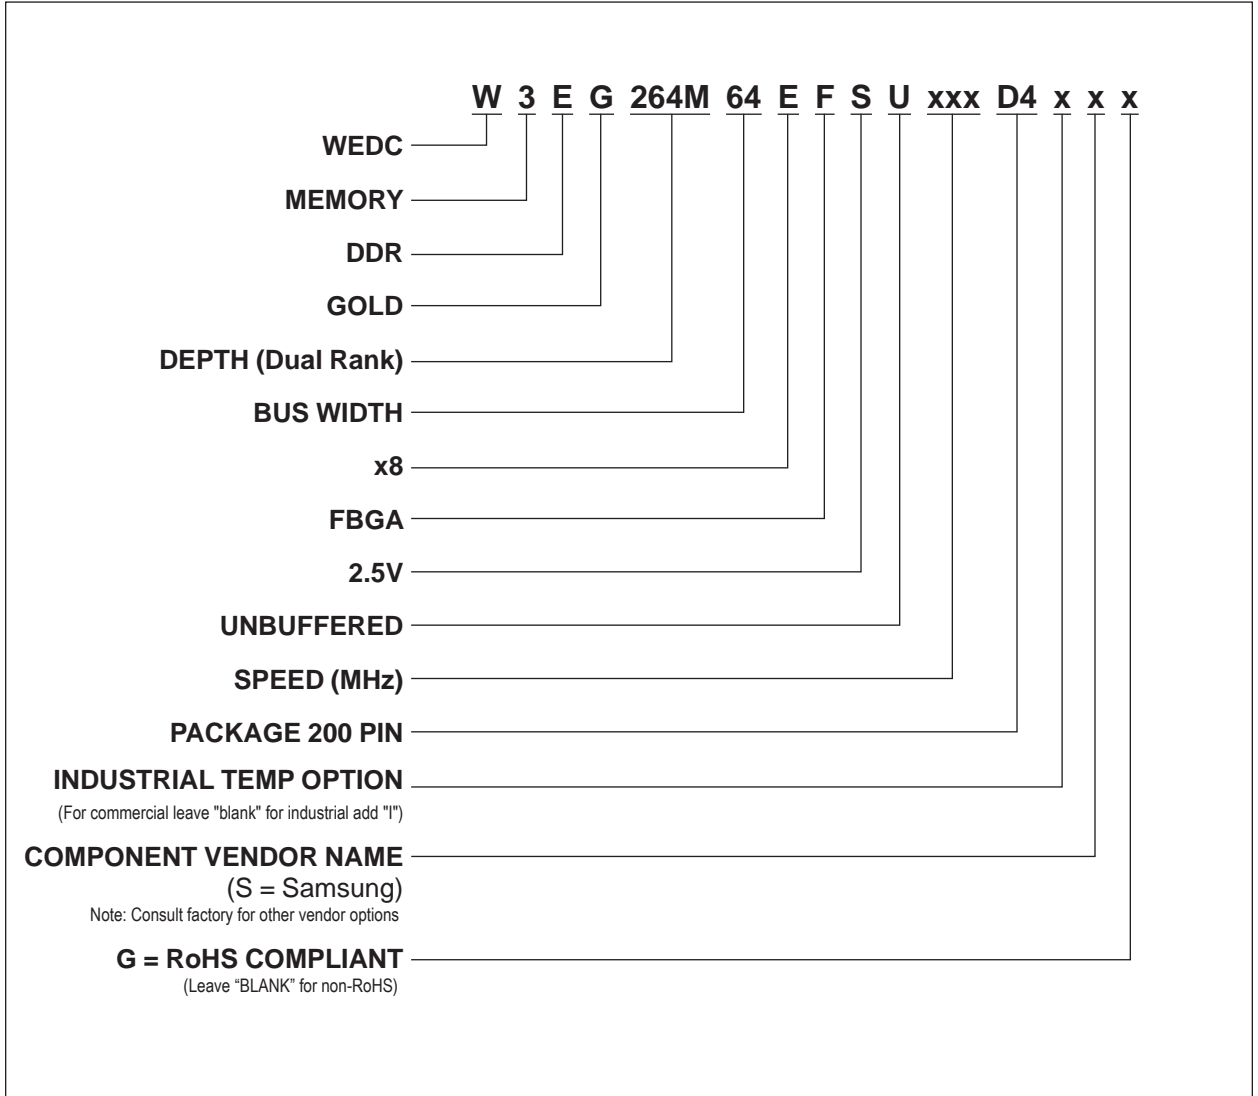 W 3 E G 264M 64 E F S U xxx D4 x x x
WEDC
MEMORY
DDR
GOLD
DEPTH (Dual Rank)
BUS WIDTH
x8
FBGA
2.5V
UNBUFFERED
SPEED (MHz)
PACKAGE 200 PIN
INDUSTRIAL TEMP OPTION
(For commercial leave "blank" for industrial add "I")
COMPONENT VENDOR NAME
(S = Samsung)
Note: Consult factory for other vendor options
G = RoHS COMPLIANT
(Leave “BLANK” for non-RoHS)